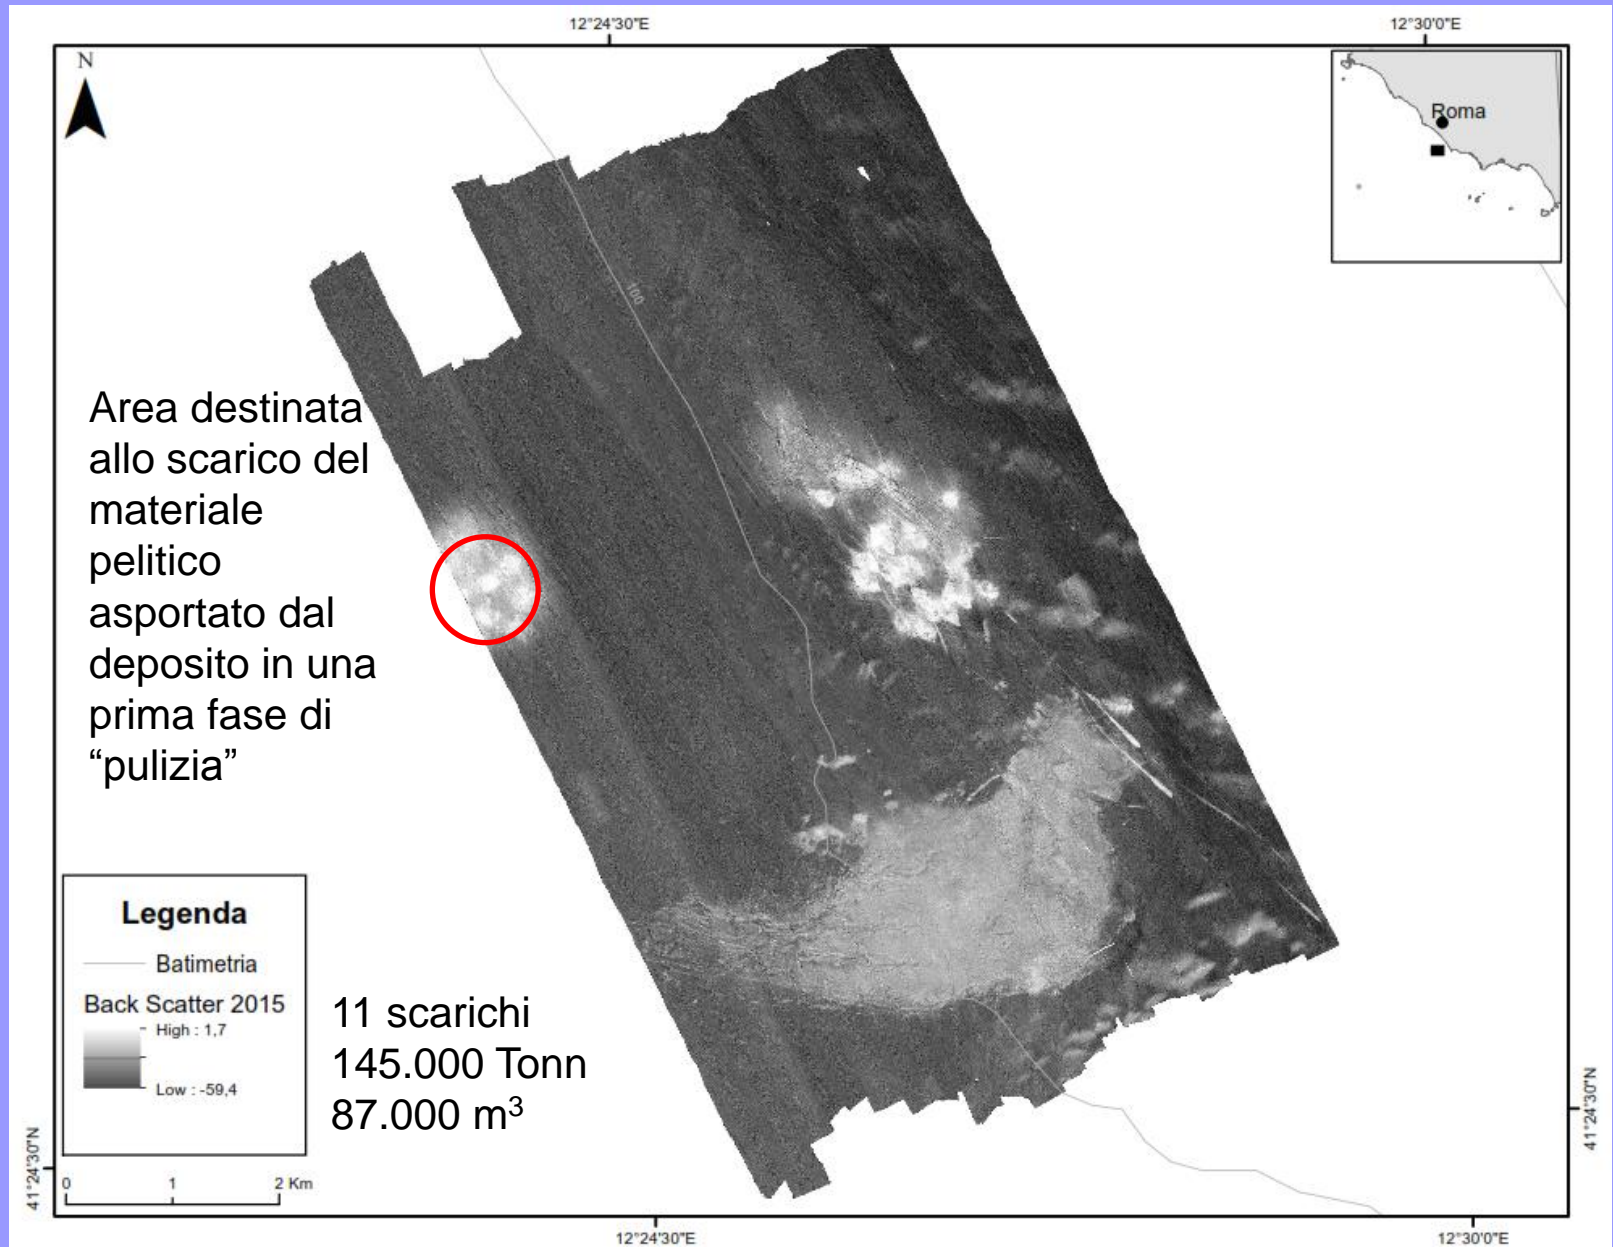 12°24'30"E
12°30'0"E
N
Roma
100
Area destinata
allo scarico del
materiale
pelitico
asportato dal
deposito in una
prima fase di
“pulizia”
Legenda
Batimetria
Back Scatter 2015
High : 1,7
Low : -59,4
11 scarichi
145.000 Tonn
87.000 m³
0 1 2 Km
41°24'30"N
41°24'30"N
12°24'30"E
12°30'0"E